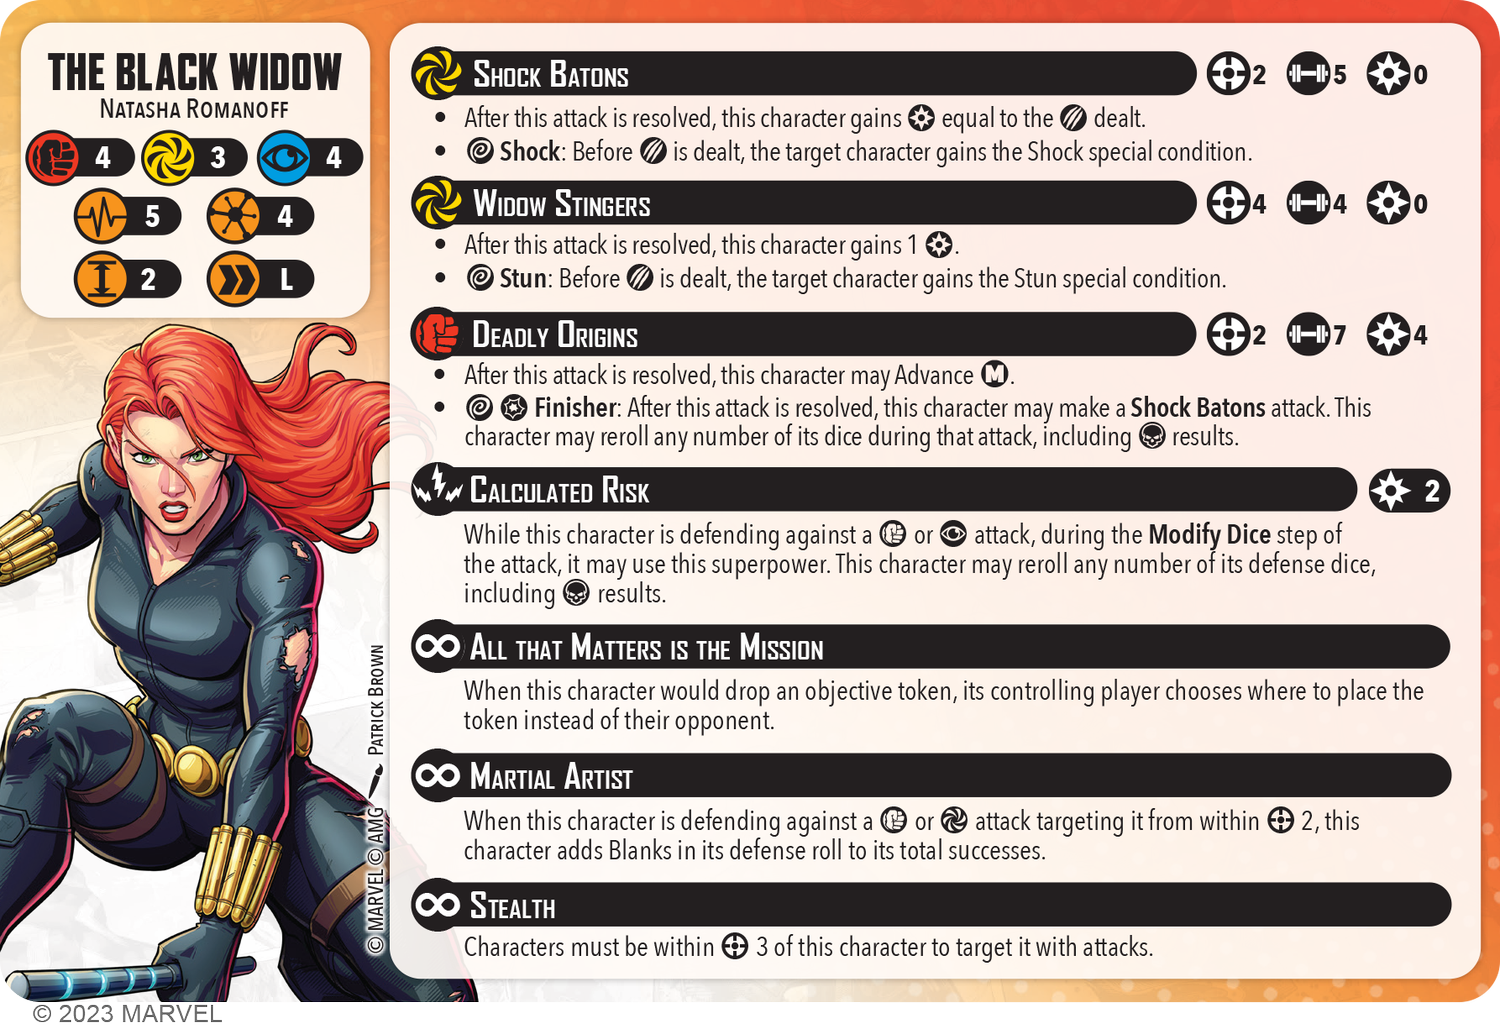 THE BLACK WIDOW
NATASHA ROMANOFF
4 3 4
5 4
2 L
SHOCK BATONS 2 5 0
• After this attack is resolved, this character gains equal to the dealt.
• Shock: Before is dealt, the target character gains the Shock special condition.
WIDOW STINGERS 4 4 0
• After this attack is resolved, this character gains 1 .
• Stun: Before is dealt, the target character gains the Stun special condition.
DEADLY ORIGINS 2 7 4
• After this attack is resolved, this character may Advance M.
• Finisher: After this attack is resolved, this character may make a Shock Batons attack. This
character may reroll any number of its dice during that attack, including results.
CALCULATED RISK 2
While this character is defending against a or attack, during the Modify Dice step of
the attack, it may use this superpower. This character may reroll any number of its defense dice,
including results.
ALL THAT MATTERS IS THE MISSION
When this character would drop an objective token, its controlling player chooses where to place the
token instead of their opponent.
MARTIAL ARTIST
When this character is defending against a or attack targeting it from within 2, this
character adds Blanks in its defense roll to its total successes.
STEALTH
Characters must be within 3 of this character to target it with attacks.
© MARVEL © AMG PATRICK BROWN
© 2023 MARVEL